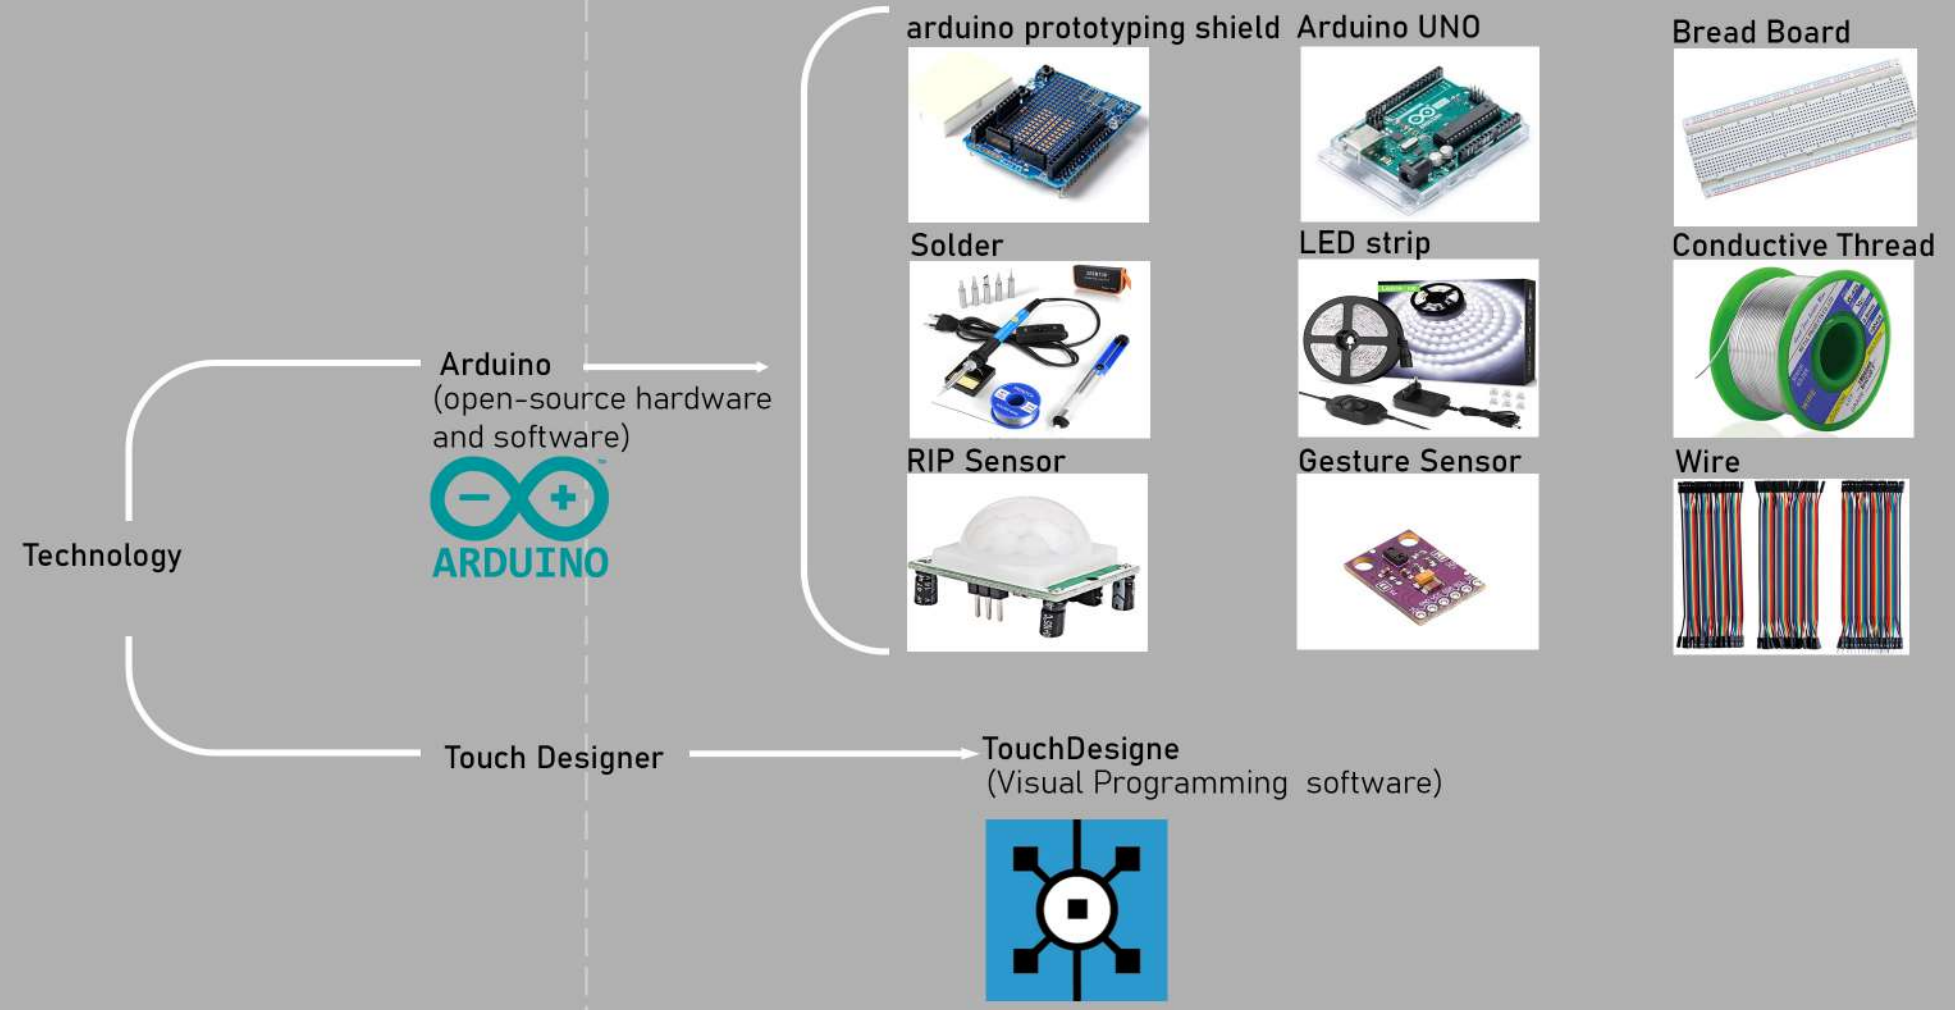 arduino prototyping shield
Arduino UNO
Bread Board
Solder
LED strip
Conductive Thread
Arduino
(open-source hardware
and software)
ARDUINO
RIP Sensor
Gesture Sensor
Wire
Technology
Touch Designer
TouchDesigne
(Visual Programming software)